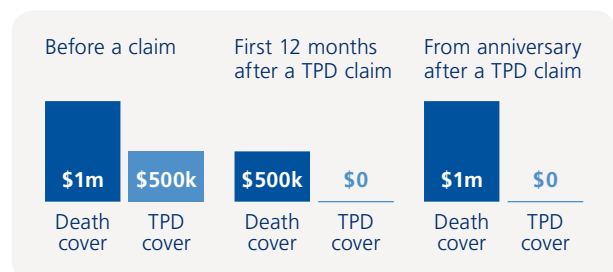 Before a claim
First 12 months
after a TPD claim
From anniversary
after a TPD claim
$1m
$500k
$500k
$0
$1m
$0
Death
cover
TPD
cover
Death
cover
TPD
cover
Death
cover
TPD
cover